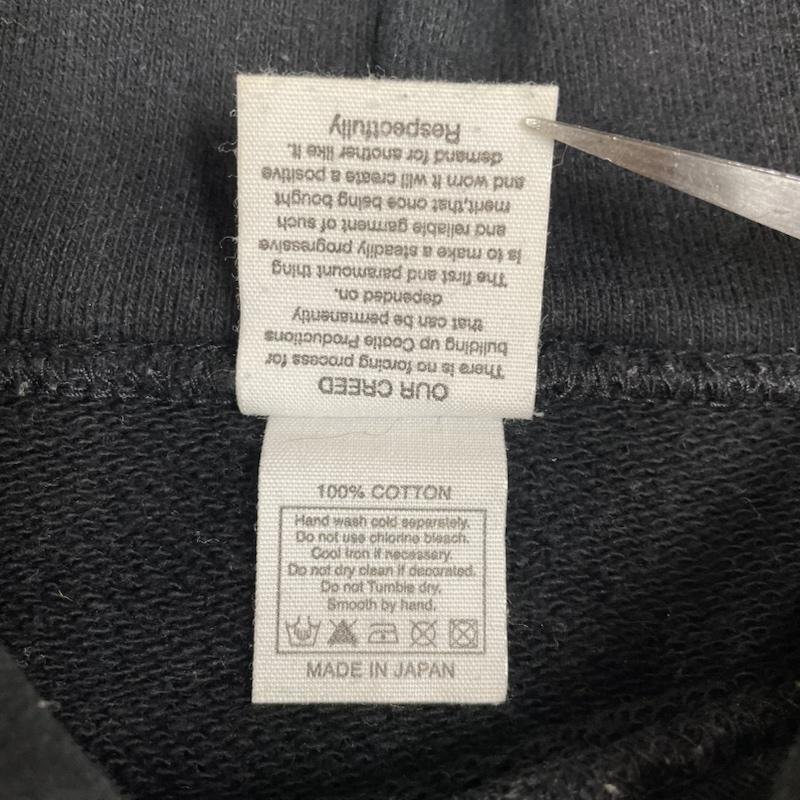 OUR CREED
There is no forcing process for
building up Cootie Productions
that can be permanently
depended on.
The first and paramount thing
is to make a steadily progressive
and reliable garment of such
merit,that once being bought
and worn it will create a positive
demand for another like it.
Respectfully
100% COTTON
Hand wash cold separately.
Do not use chlorine bleach.
Cool Iron if necessary.
Do not dry clean if decorated.
Do not Tumble dry.
Smooth by hand.
MADE IN JAPAN